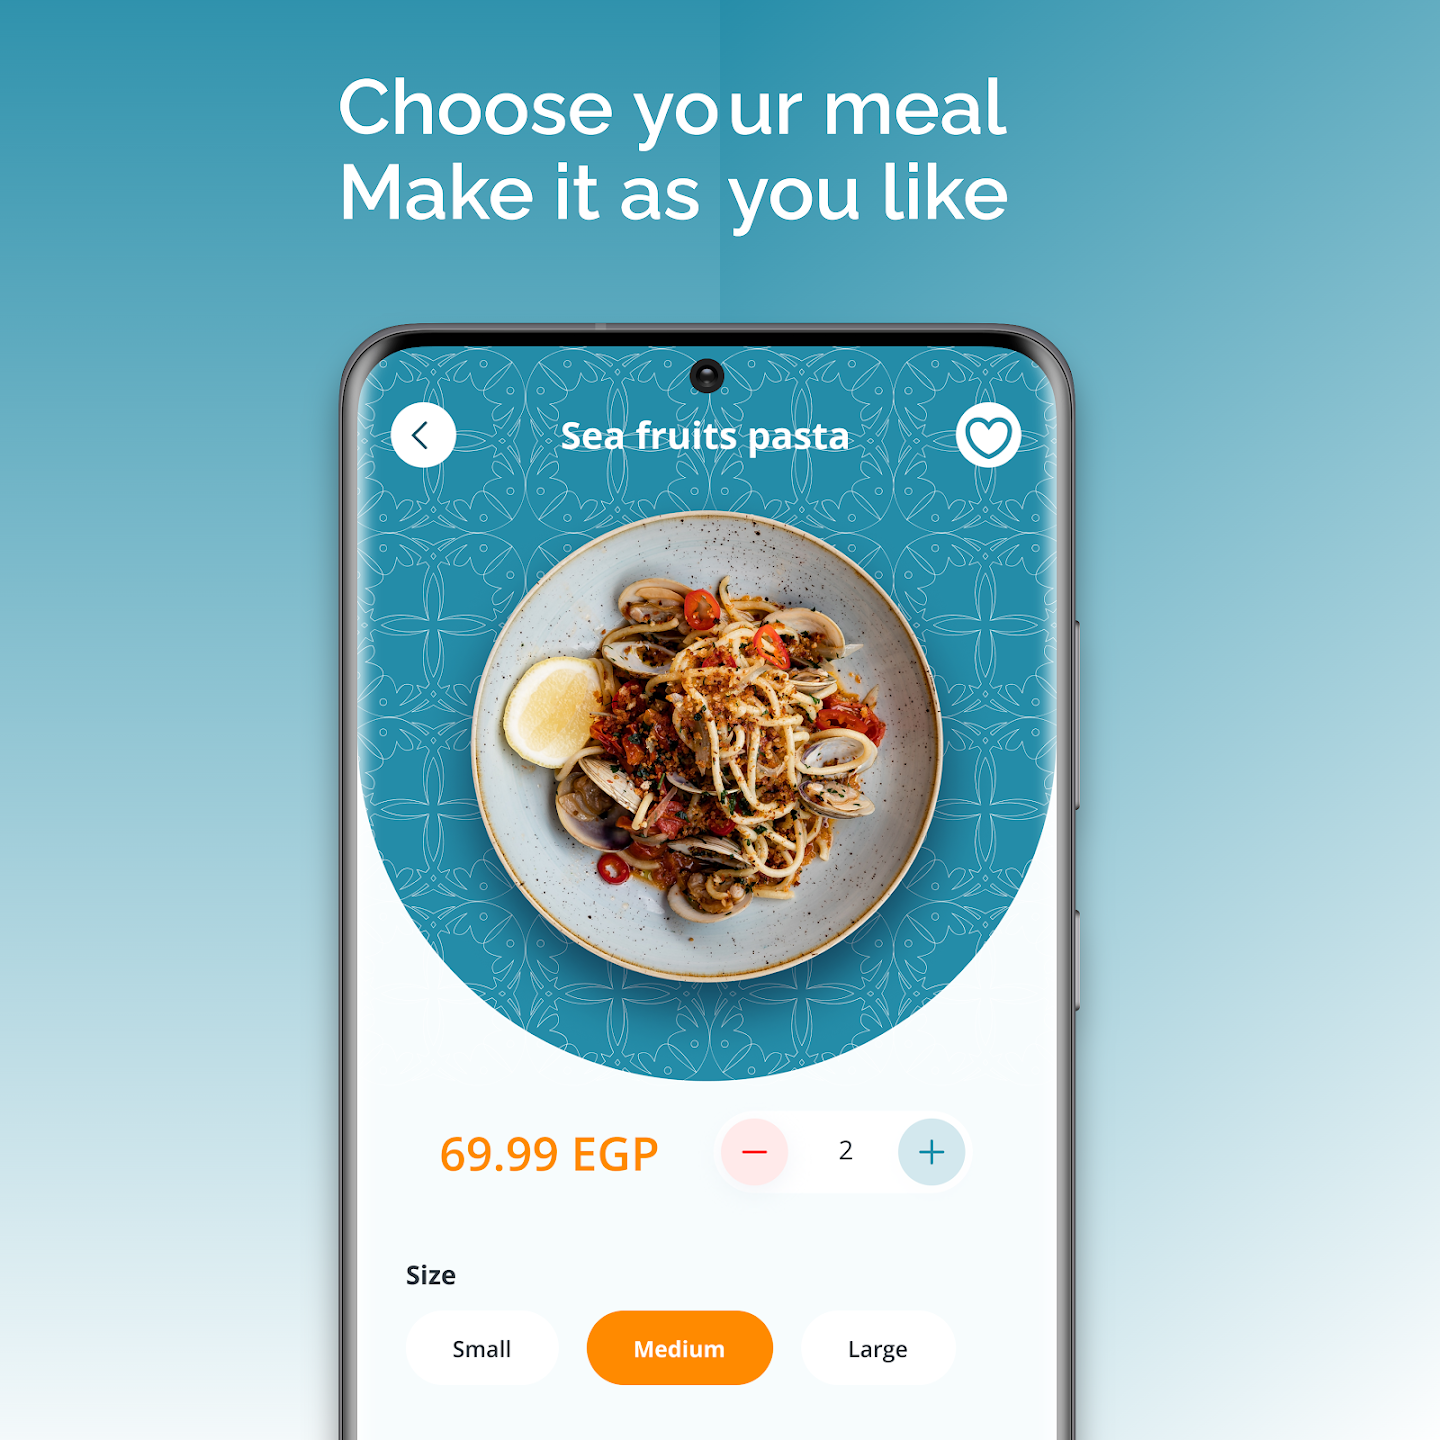 Choose your meal
Make it as you like
Sea fruits pasta
69.99 EGP
2
Size
Small
Medium
Large